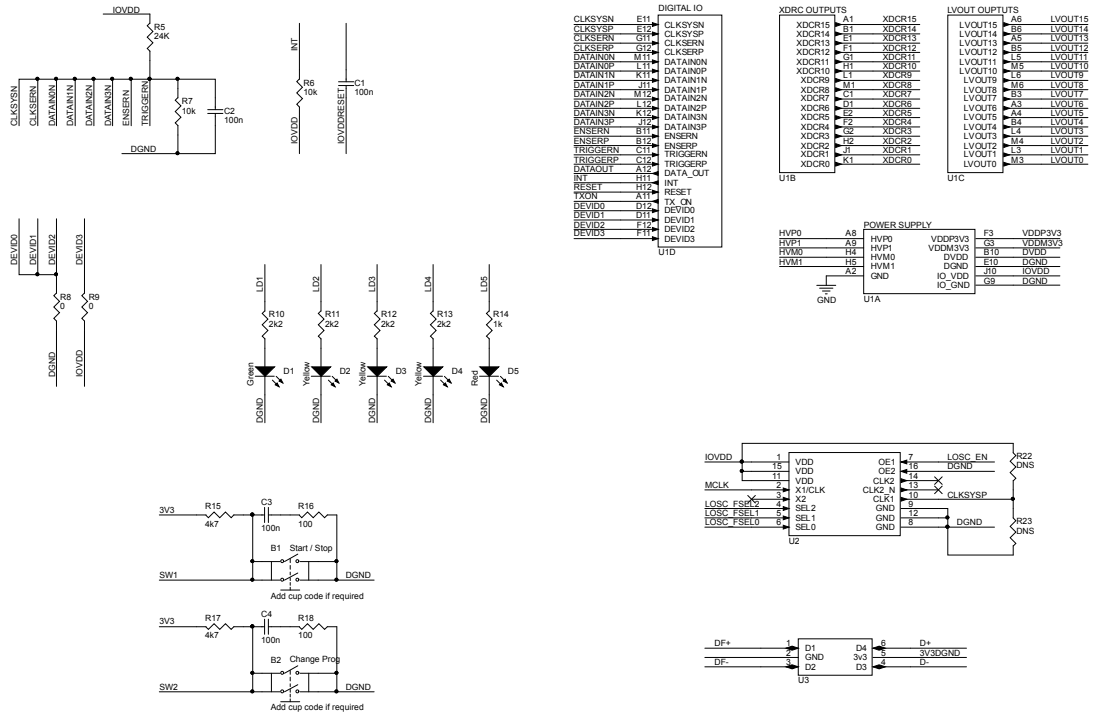 IOVDD
R5
24K
CLKSYSN
CLKSERN
DATAIN0N
DATAIN1N
DATAIN2N
DATAIN3N
ENSERN
TRIGGERN
R7
10k
C2
100n
DGND
INT
R6
10k
IOVDD
C1
100n
IOVDDRESET
DEVID0
DEVID1
DEVID2
DEVID3
R8
0
R9
0
DGND
IOVDD
LD1
LD2
LD3
LD4
LD5
R10
2k2
R11
2k2
R12
2k2
R13
2k2
R14
1k
Green
D1
Yellow
D2
Yellow
D3
Yellow
D4
Red
D5
DGND
DGND
DGND
DGND
DGND
3V3
R15
4k7
C3
100n
R16
100
B1 Start / Stop
SW1
DGND
Add cup code if required
3V3
R17
4k7
C4
100n
R18
100
B2 Change Prog
SW2
DGND
Add cup code if required
DIGITAL IO
CLKSYSN E11 CLKSYSN
CLKSYSP E12 CLKSYSP
CLKSERN G11 CLKSERN
CLKSERP G12 CLKSERP
DATAIN0N M11 DATAIN0N
DATAIN0P L11 DATAIN0P
DATAIN1N K11 DATAIN1N
DATAIN1P J11 DATAIN1P
DATAIN2N M12 DATAIN2N
DATAIN2P L12 DATAIN2P
DATAIN3N K12 DATAIN3N
DATAIN3P J12 DATAIN3P
ENSERN B11 ENSERN
ENSERP B12 ENSERP
TRIGGERN C11 TRIGGERN
TRIGGERP C12 TRIGGERP
DATAOUT A12 DATA_OUT
INT H11 INT
RESET H12 RESET
TXON A11 TX_ON
DEVID0 D12 DEVID0
DEVID1 D11 DEVID1
DEVID2 F12 DEVID2
DEVID3 F11 DEVID3
U1D
XDRC OUTPUTS
XDCR15 A1 XDCR15
XDCR14 B1 XDCR14
XDCR13 E1 XDCR13
XDCR12 F1 XDCR12
XDCR11 G1 XDCR11
XDCR10 H1 XDCR10
XDCR9 L1 XDCR9
XDCR8 M1 XDCR8
XDCR7 C1 XDCR7
XDCR6 D1 XDCR6
XDCR5 E2 XDCR5
XDCR4 F2 XDCR4
XDCR3 G2 XDCR3
XDCR2 H2 XDCR2
XDCR1 J1 XDCR1
XDCR0 K1 XDCR0
U1B
LVOUT OUPTUTS
LVOUT15 A6 LVOUT15
LVOUT14 B6 LVOUT14
LVOUT13 A5 LVOUT13
LVOUT12 B5 LVOUT12
LVOUT11 L5 LVOUT11
LVOUT10 M5 LVOUT10
LVOUT9 L6 LVOUT9
LVOUT8 M6 LVOUT8
LVOUT7 B3 LVOUT7
LVOUT6 A3 LVOUT6
LVOUT5 A4 LVOUT5
LVOUT4 B4 LVOUT4
LVOUT3 L4 LVOUT3
LVOUT2 M4 LVOUT2
LVOUT1 L3 LVOUT1
LVOUT0 M3 LVOUT0
U1C
POWER SUPPLY
HVP0 A8 HVP0 VDDP3V3 F3 VDDP3V3
HVP1 A9 HVP1 VDDM3V3 G3 VDDM3V3
HVM0 H4 HVM0 DVDD B10 DVDD
HVM1 H5 HVM1 DGND E10 DGND
A2 GND IO_VDD J10 IOVDD
IO_GND G9 DGND
GND
U1A
IOVDD 1 VDD OE1 7 LOSC_EN
15 VDD OE2 16 DGND
11 VDD CLK2 14
MCLK 2 X1/CLK CLK2_N 13
3 X2 CLK1 10 CLKSYSP
LOSC_FSEL2 4 SEL2 GND 9
LOSC_FSEL1 5 SEL1 GND 12
LOSC_FSEL0 6 SEL0 GND 8 DGND
U2
R22
DNS
R23
DNS
DF+ 1 D1 D4 6 D+
2 GND 3v3 5 3V3DGND
DF- 3 D2 D3 4 D-
U3